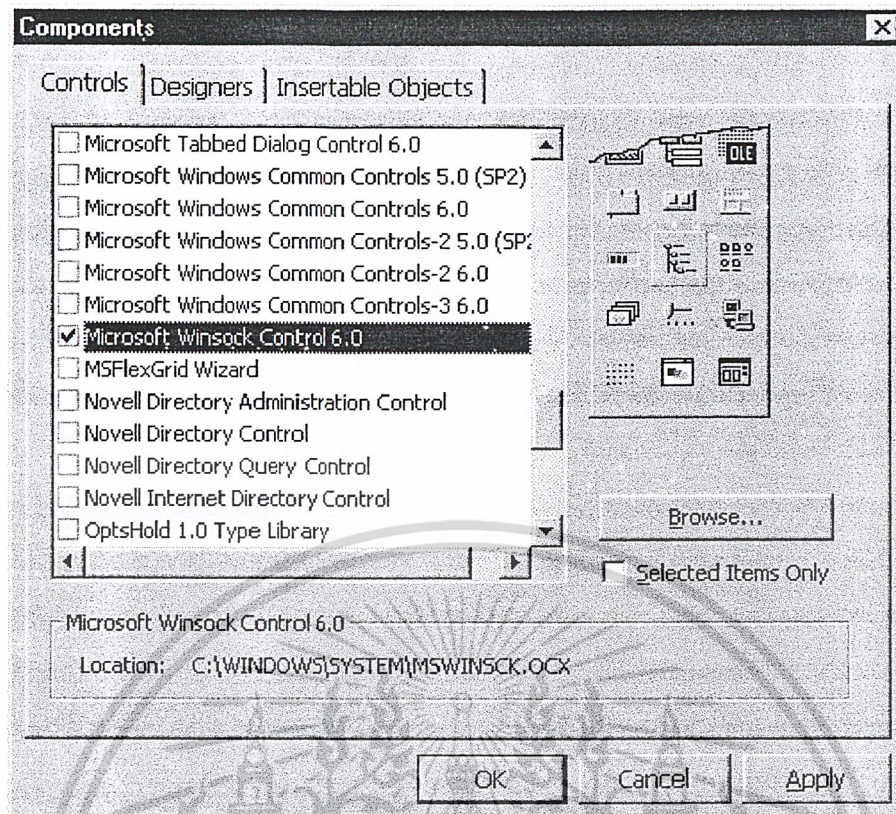 Components
Controls Designers Insertable Objects
Microsoft Tabbed Dialog Control 6.0
Microsoft Windows Common Controls 5.0 (SP2)
Microsoft Windows Common Controls 6.0
Microsoft Windows Common Controls-2 5.0 (SP2
Microsoft Windows Common Controls-2 6.0
Microsoft Windows Common Controls-3 6.0
Microsoft Winsock Control 6.0
MSFlexGrid Wizard
Novell Directory Administration Control
Novell Directory Control
Novell Directory Query Control
Novell Internet Directory Control
OptsHold 1.0 Type Library
OLE
Browse...
Selected Items Only
Microsoft Winsock Control 6.0
Location: C:\WINDOWS\SYSTEM\MSWINSCK.OCX
OK Cancel Apply